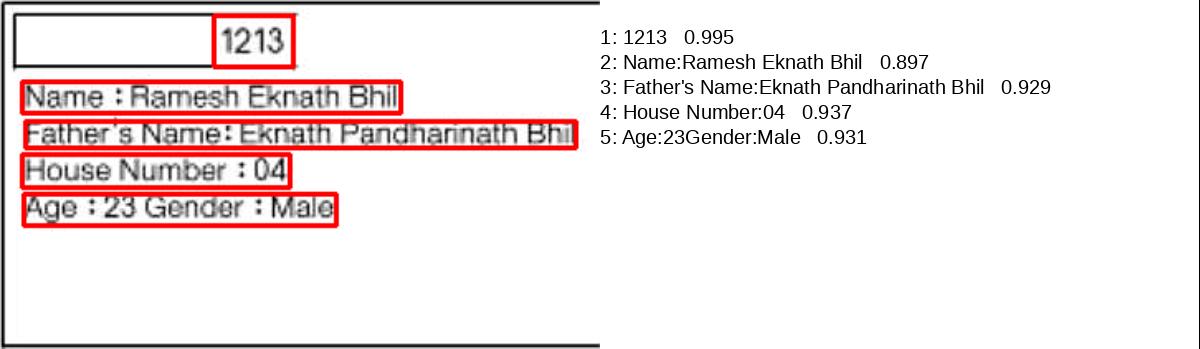 1213
Name : Ramesh Eknath Bhil
Father's Name: Eknath Pandharinath Bhil
House Number : 04
Age : 23 Gender : Male
1: 1213 0.995
2: Name:Ramesh Eknath Bhil 0.897
3: Father's Name:Eknath Pandharinath Bhil 0.929
4: House Number:04 0.937
5: Age:23Gender:Male 0.931